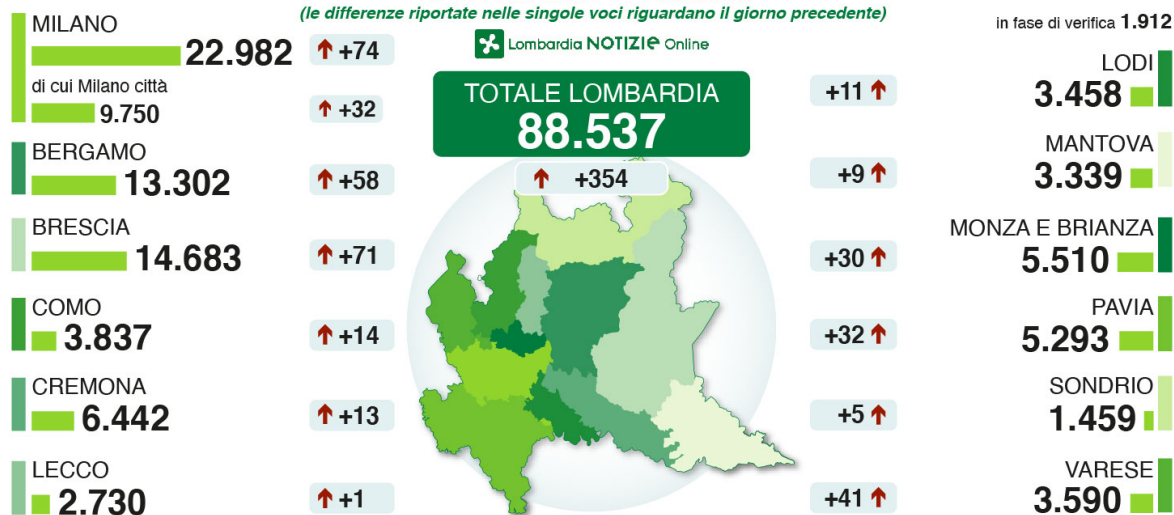 (le differenze riportate nelle singole voci riguardano il giorno precedente)
Lombardia NOTIZIE Online
in fase di verifica 1.912
TOTALE LOMBARDIA
88.537
+354
MILANO
22.982 +74
di cui Milano città
9.750 +32
BERGAMO
13.302 +58
BRESCIA
14.683 +71
COMO
3.837 +14
CREMONA
6.442 +13
LECCO
2.730 +1
LODI
+11 3.458
MANTOVA
+9 3.339
MONZA E BRIANZA
+30 5.510
PAVIA
+32 5.293
SONDRIO
+5 1.459
VARESE
+41 3.590